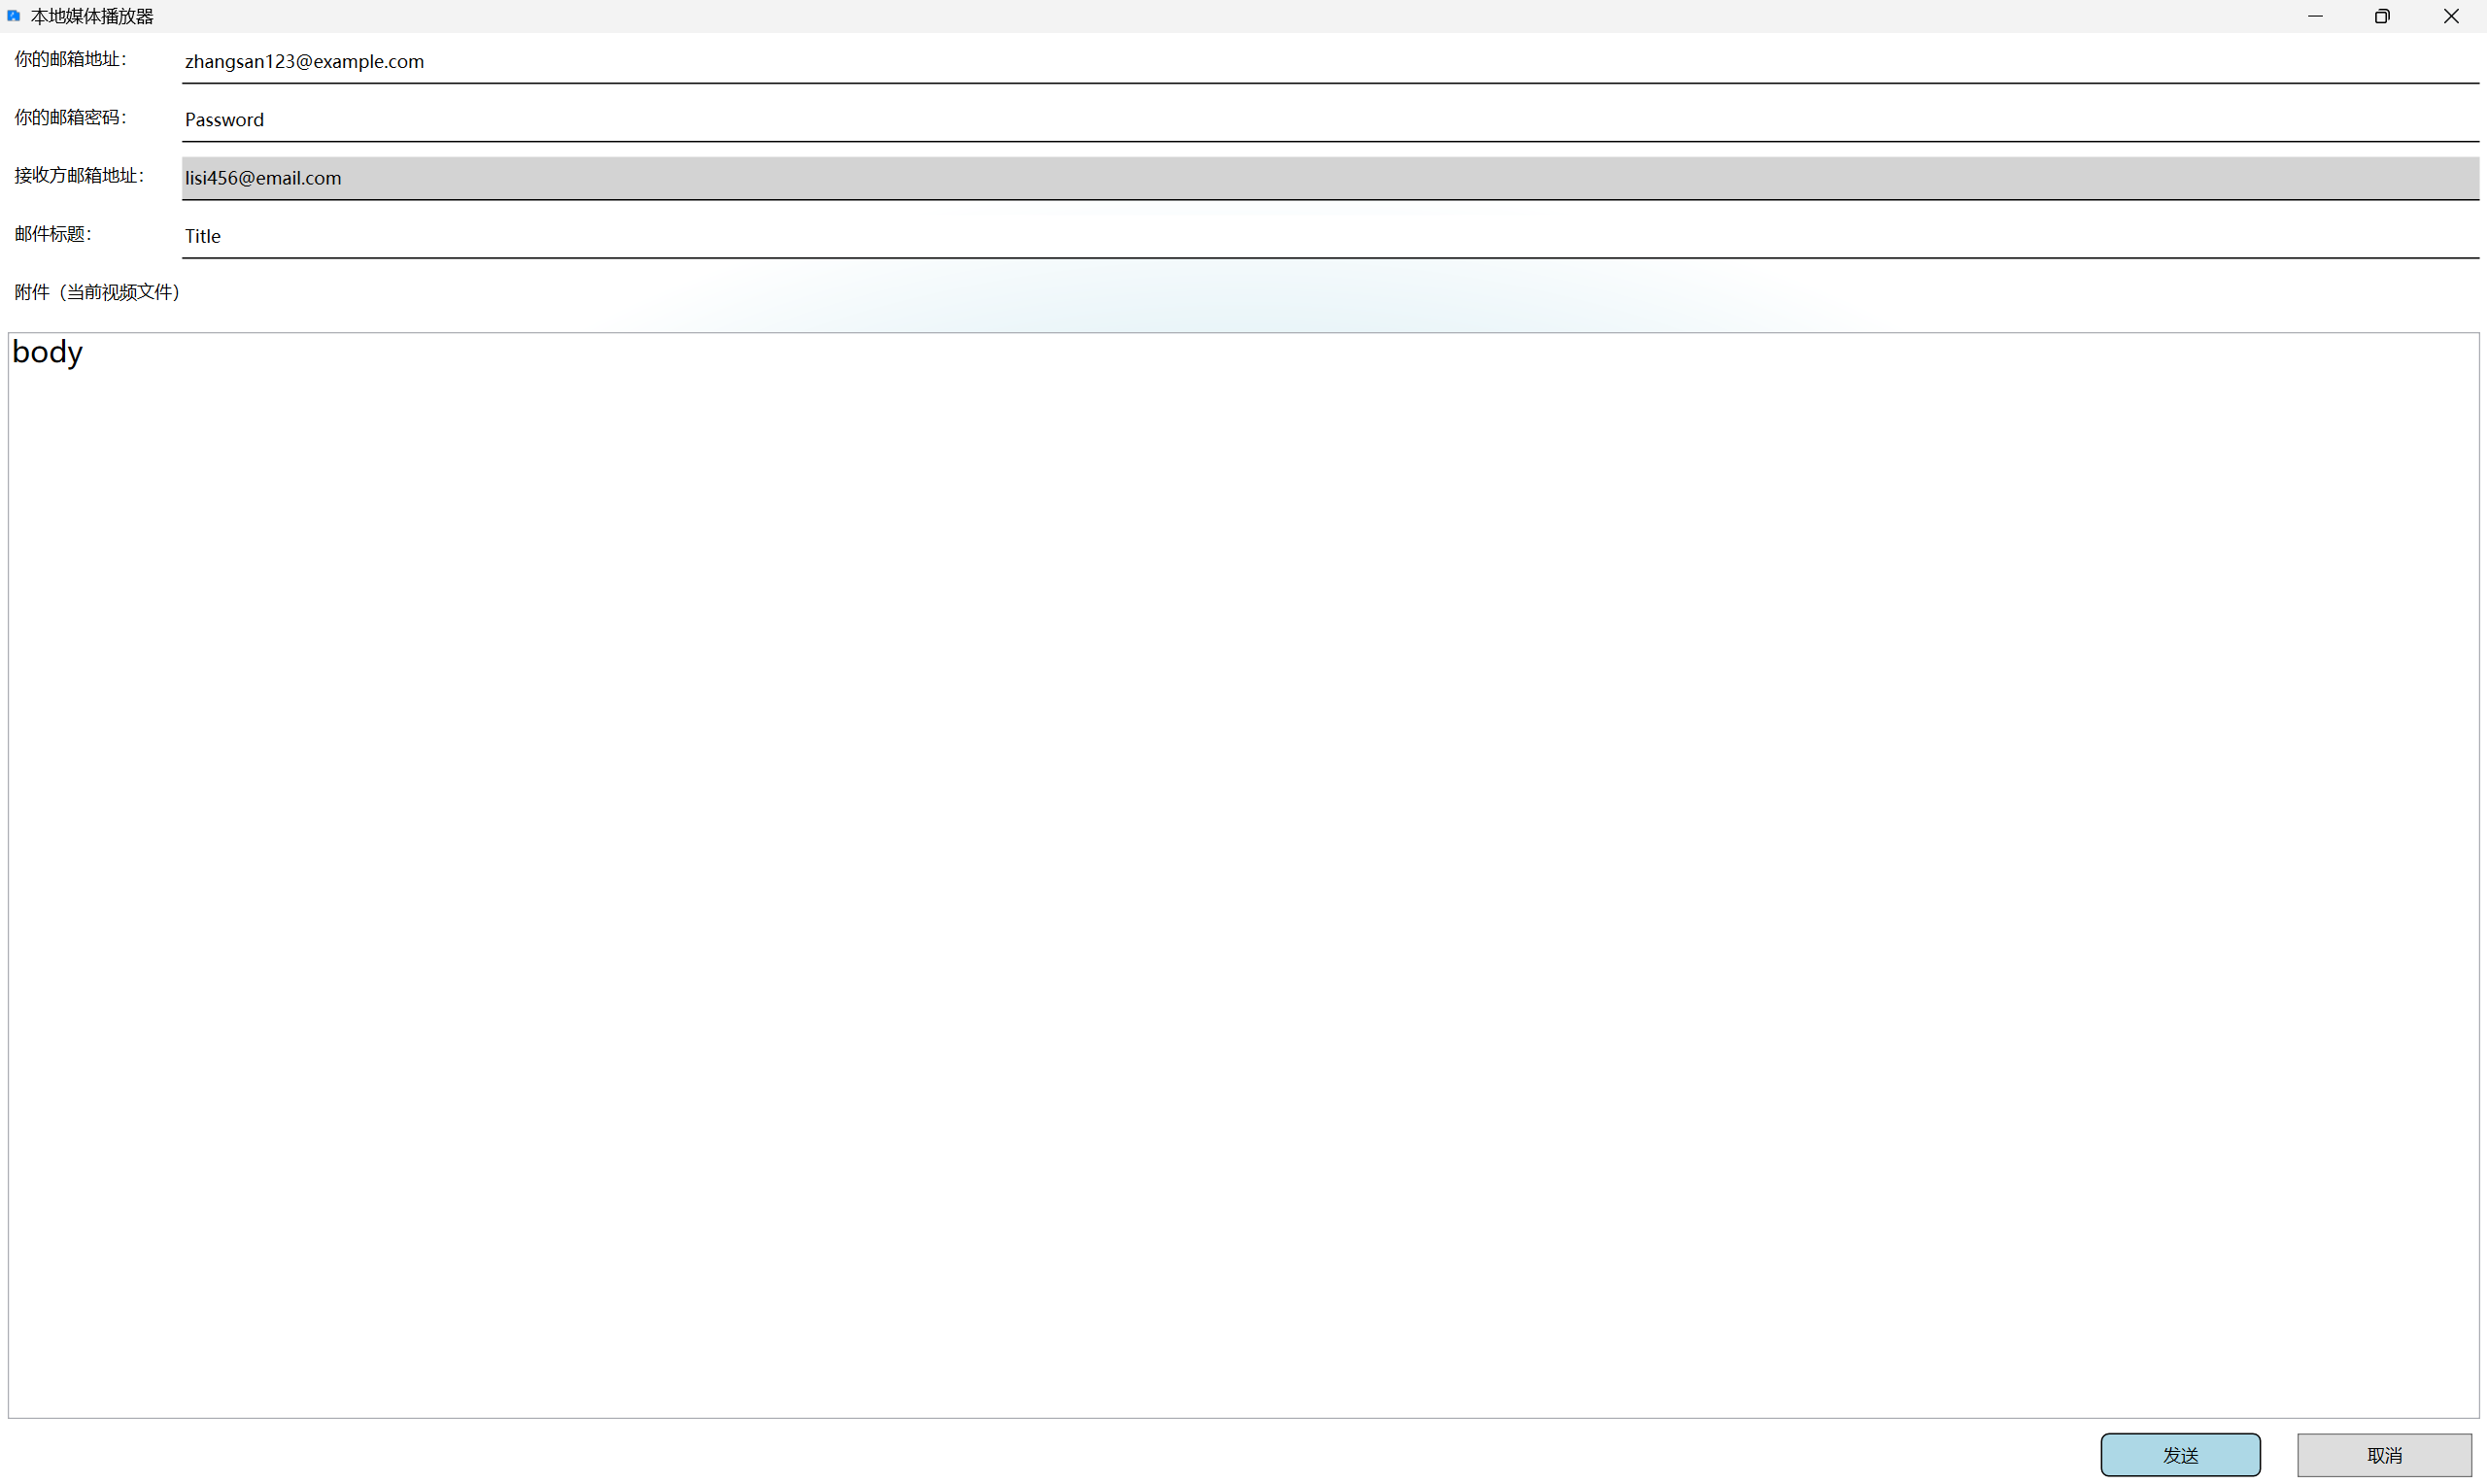 本地媒体播放器
你的邮箱地址： zhangsan123@example.com
你的邮箱密码： Password
接收方邮箱地址： lisi456@email.com
邮件标题： Title
附件（当前视频文件）
body
发送 取消